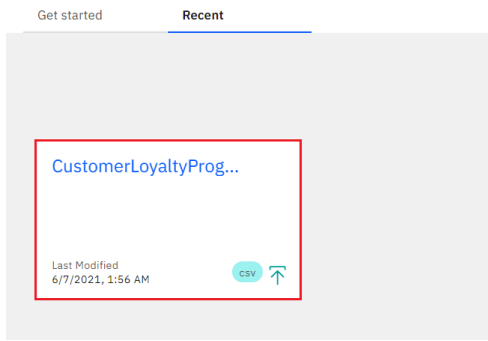 Get started
Recent
CustomerLoyaltyProg...
Last Modified
6/7/2021, 1:56 AM
csv